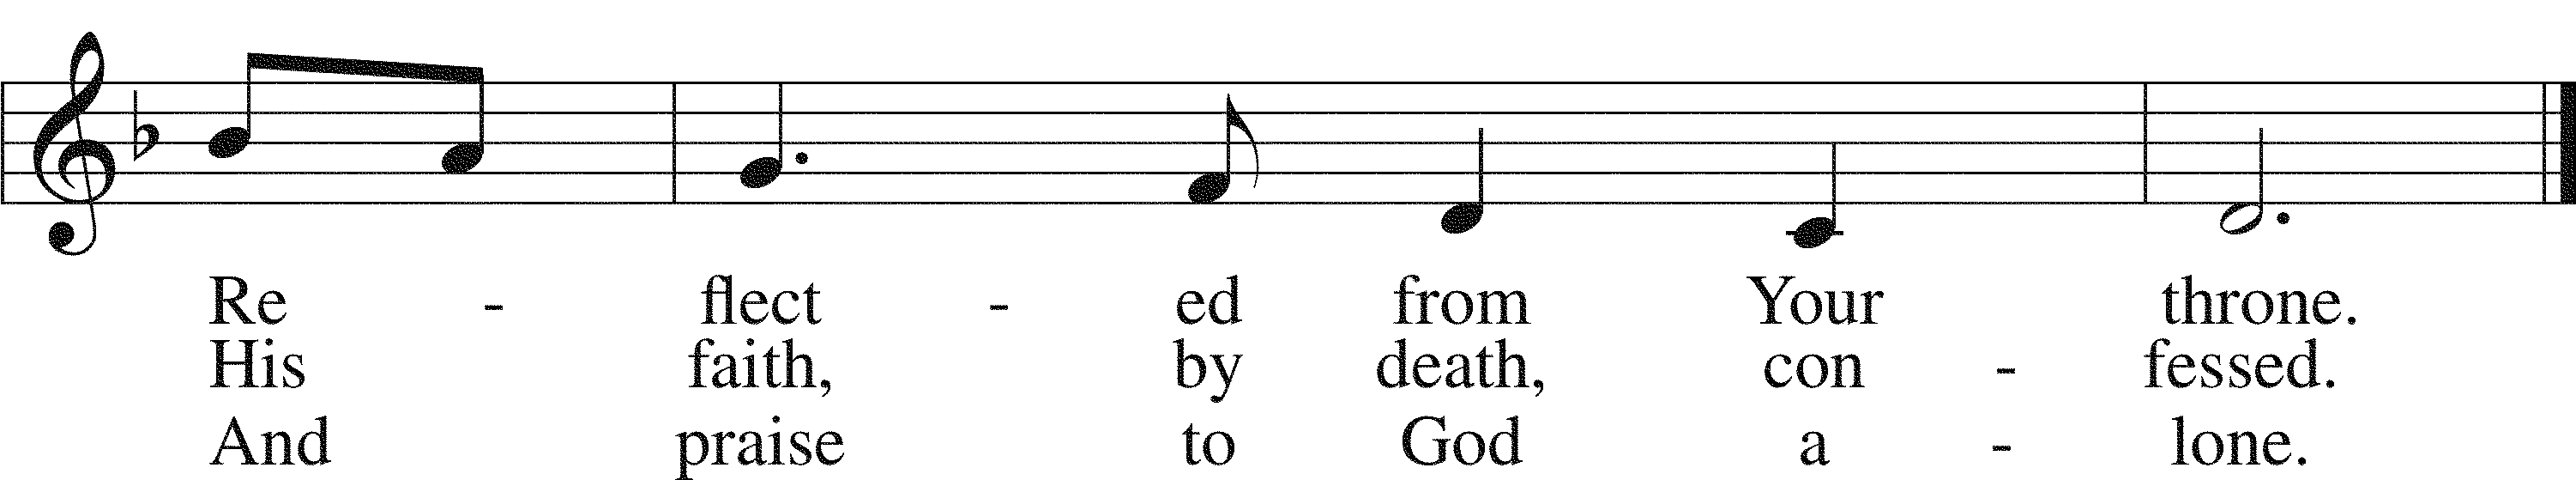 Re - flect - ed from Your throne.
His faith, by death, con - fessed.
And praise to God a - lone.